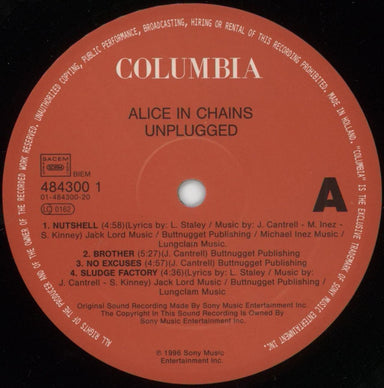 UNAUTHORIZED COPYING, PUBLIC PERFORMANCE, BROADCASTING, HIRING OR RENTAL OF THIS RECORDING PROHIBITED. MADE IN HOLLAND. "COLUMBIA" IS THE EXCLUSIVE TRADEMARK OF SONY MUSIC ENTERTAINMENT INC.
ALL RIGHTS OF THE PRODUCER AND OF THE OWNER OF THE RECORDED WORK RESERVED.
COLUMBIA
ALICE IN CHAINS
UNPLUGGED
SACEM
BIEM
484300 1
01-484300-20
LC 0162
A
1. NUTSHELL (4:58)(Lyrics by: L. Staley / Music by: J. Cantrell - M. Inez -
S. Kinney) Jack Lord Music / Buttnugget Publishing / Michael Inez Music /
Lungclain Music.
2. BROTHER (5:27)(J. Cantrell) Buttnugget Publishing
3. NO EXCUSES (4:57)(J. Cantrell) Buttnugget Publishing
4. SLUDGE FACTORY (4:36)(Lyrics by: L. Staley / Music by:
J. Cantrell - S. Kinney) Jack Lord Music / Buttnugget Publishing /
Lungclam Music
Original Sound Recording Made By Sony Music Entertainment Inc.
The Copyright In This Sound Recording Is Owned By
Sony Music Entertainment Inc.
℗ 1996 Sony Music
Entertainment Inc.